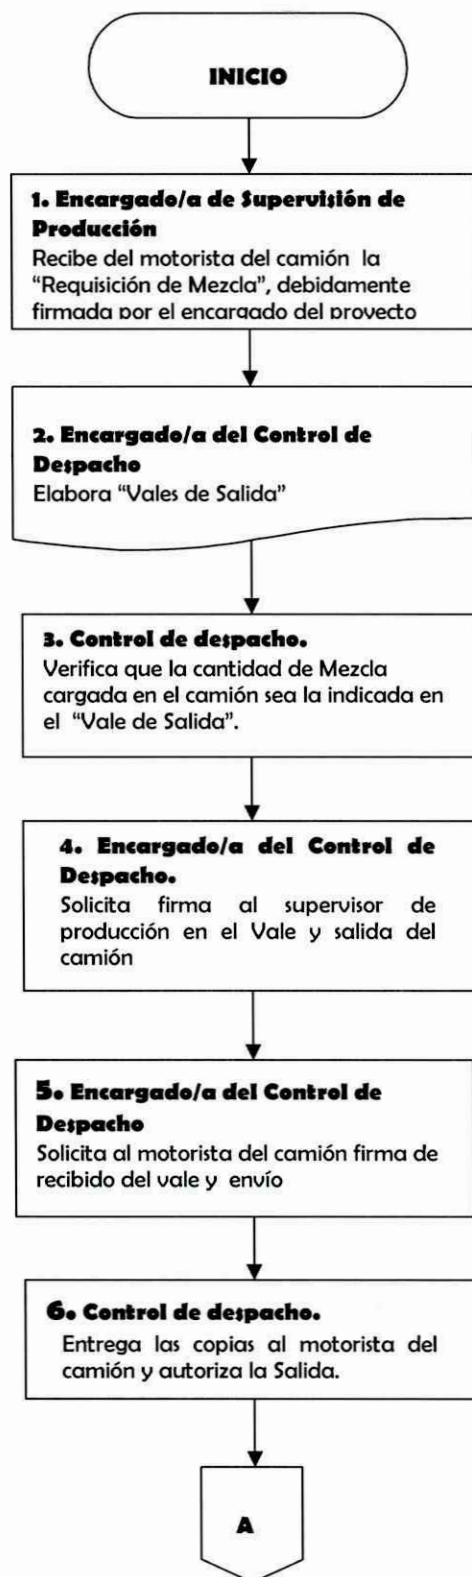 INICIO
1. Encargado/a de Supervisión de
Producción
Recibe del motorista del camión la
“Requisición de Mezcla”, debidamente
firmada por el encargado del proyecto
2. Encargado/a del Control de
Despacho
Elabora “Vales de Salida”
3. Control de despacho.
Verifica que la cantidad de Mezcla
cargada en el camión sea la indicada en
el “Vale de Salida”.
4. Encargado/a del Control de
Despacho.
Solicita firma al supervisor de
producción en el Vale y salida del
camión
5. Encargado/a del Control de
Despacho
Solicita al motorista del camión firma de
recibido del vale y envío
6. Control de despacho.
Entrega las copias al motorista del
camión y autoriza la Salida.
A